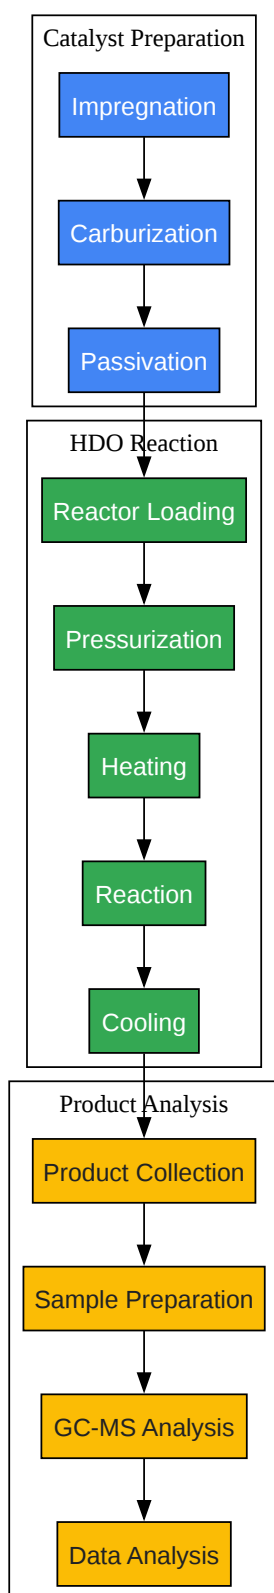 Catalyst Preparation
Impregnation
Carburization
Passivation
HDO Reaction
Reactor Loading
Pressurization
Heating
Reaction
Cooling
Product Analysis
Product Collection
Sample Preparation
GC-MS Analysis
Data Analysis